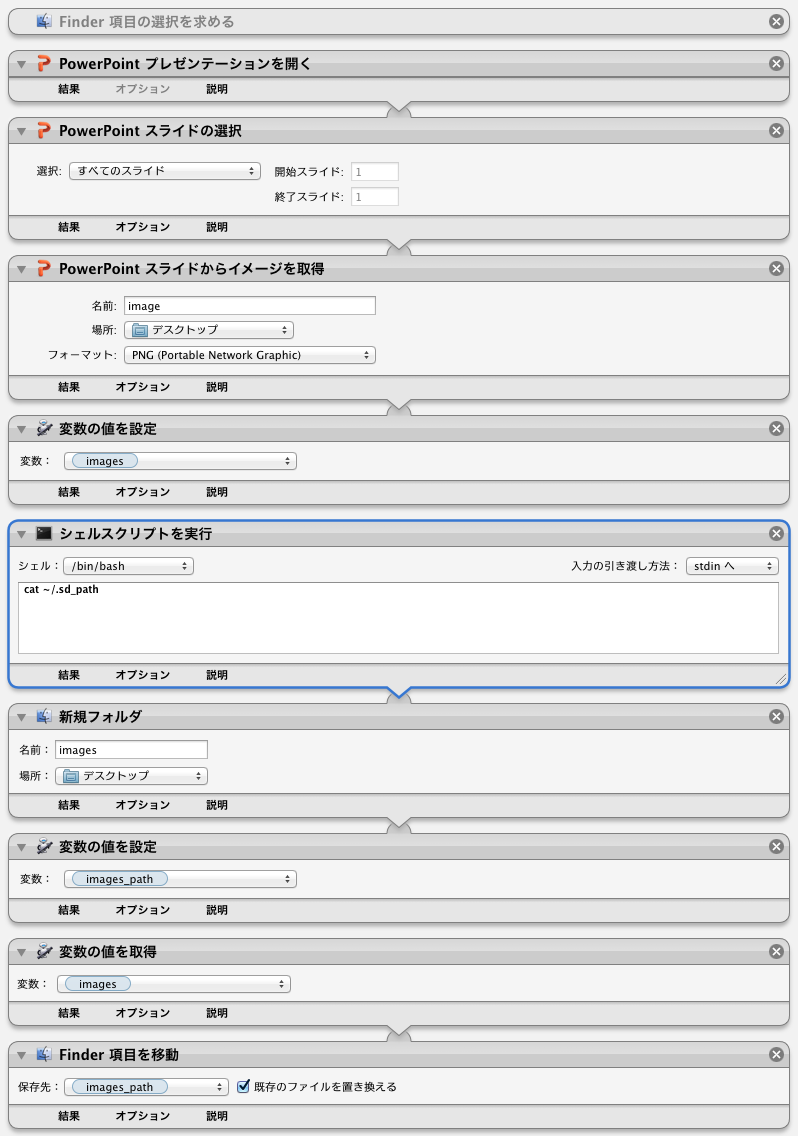 Finder 項目の選択を求める
PowerPoint プレゼンテーションを開く
結果 オプション 説明
PowerPoint スライドの選択
選択: すべてのスライド 開始スライド: 1
終了スライド: 1
結果 オプション 説明
PowerPoint スライドからイメージを取得
名前: image
場所: デスクトップ
フォーマット: PNG (Portable Network Graphic)
結果 オプション 説明
変数の値を設定
変数： images
結果 オプション 説明
シェルスクリプトを実行
シェル： /bin/bash 入力の引き渡し方法： stdin へ
cat ~/.sd_path
結果 オプション 説明
新規フォルダ
名前： images
場所： デスクトップ
結果 オプション 説明
変数の値を設定
変数： images_path
結果 オプション 説明
変数の値を取得
変数： images
結果 オプション 説明
Finder 項目を移動
保存先： images_path 既存のファイルを置き換える
結果 オプション 説明